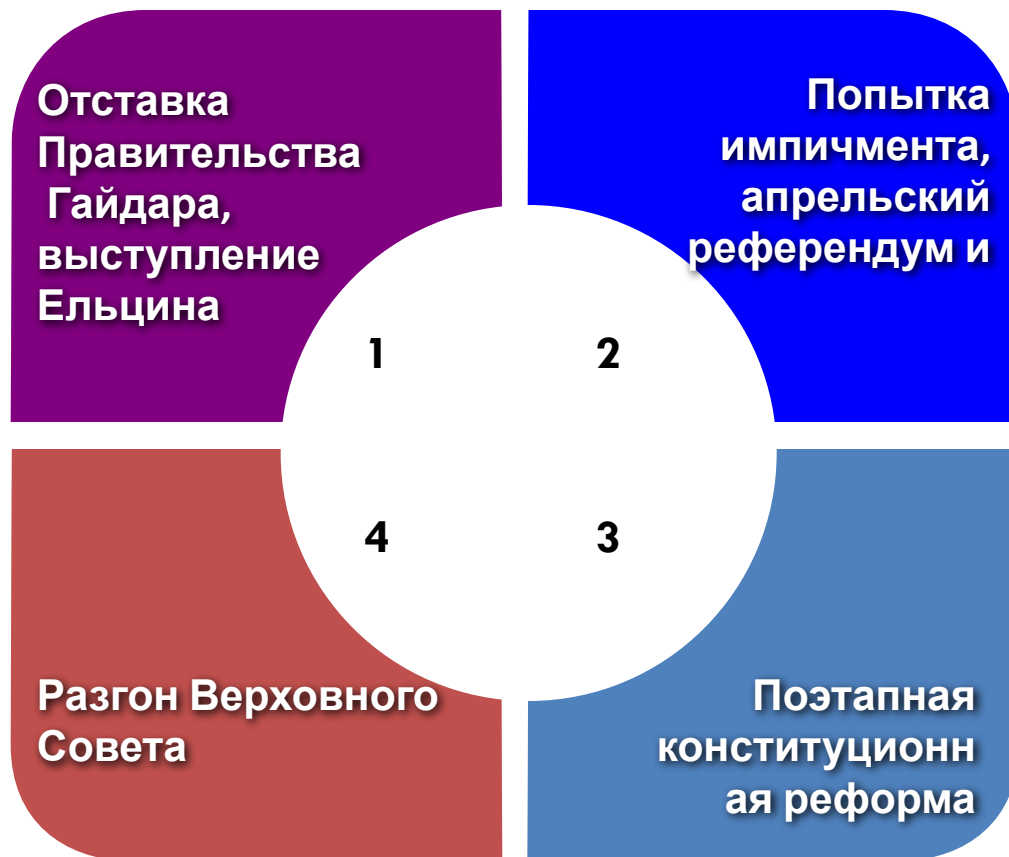 Отставка
Правительства
Гайдара,
выступление
Ельцина
Попытка
импичмента,
апрельский
референдум и
1
2
4
3
Разгон Верховного
Совета
Поэтапная
конституционн
ая реформа